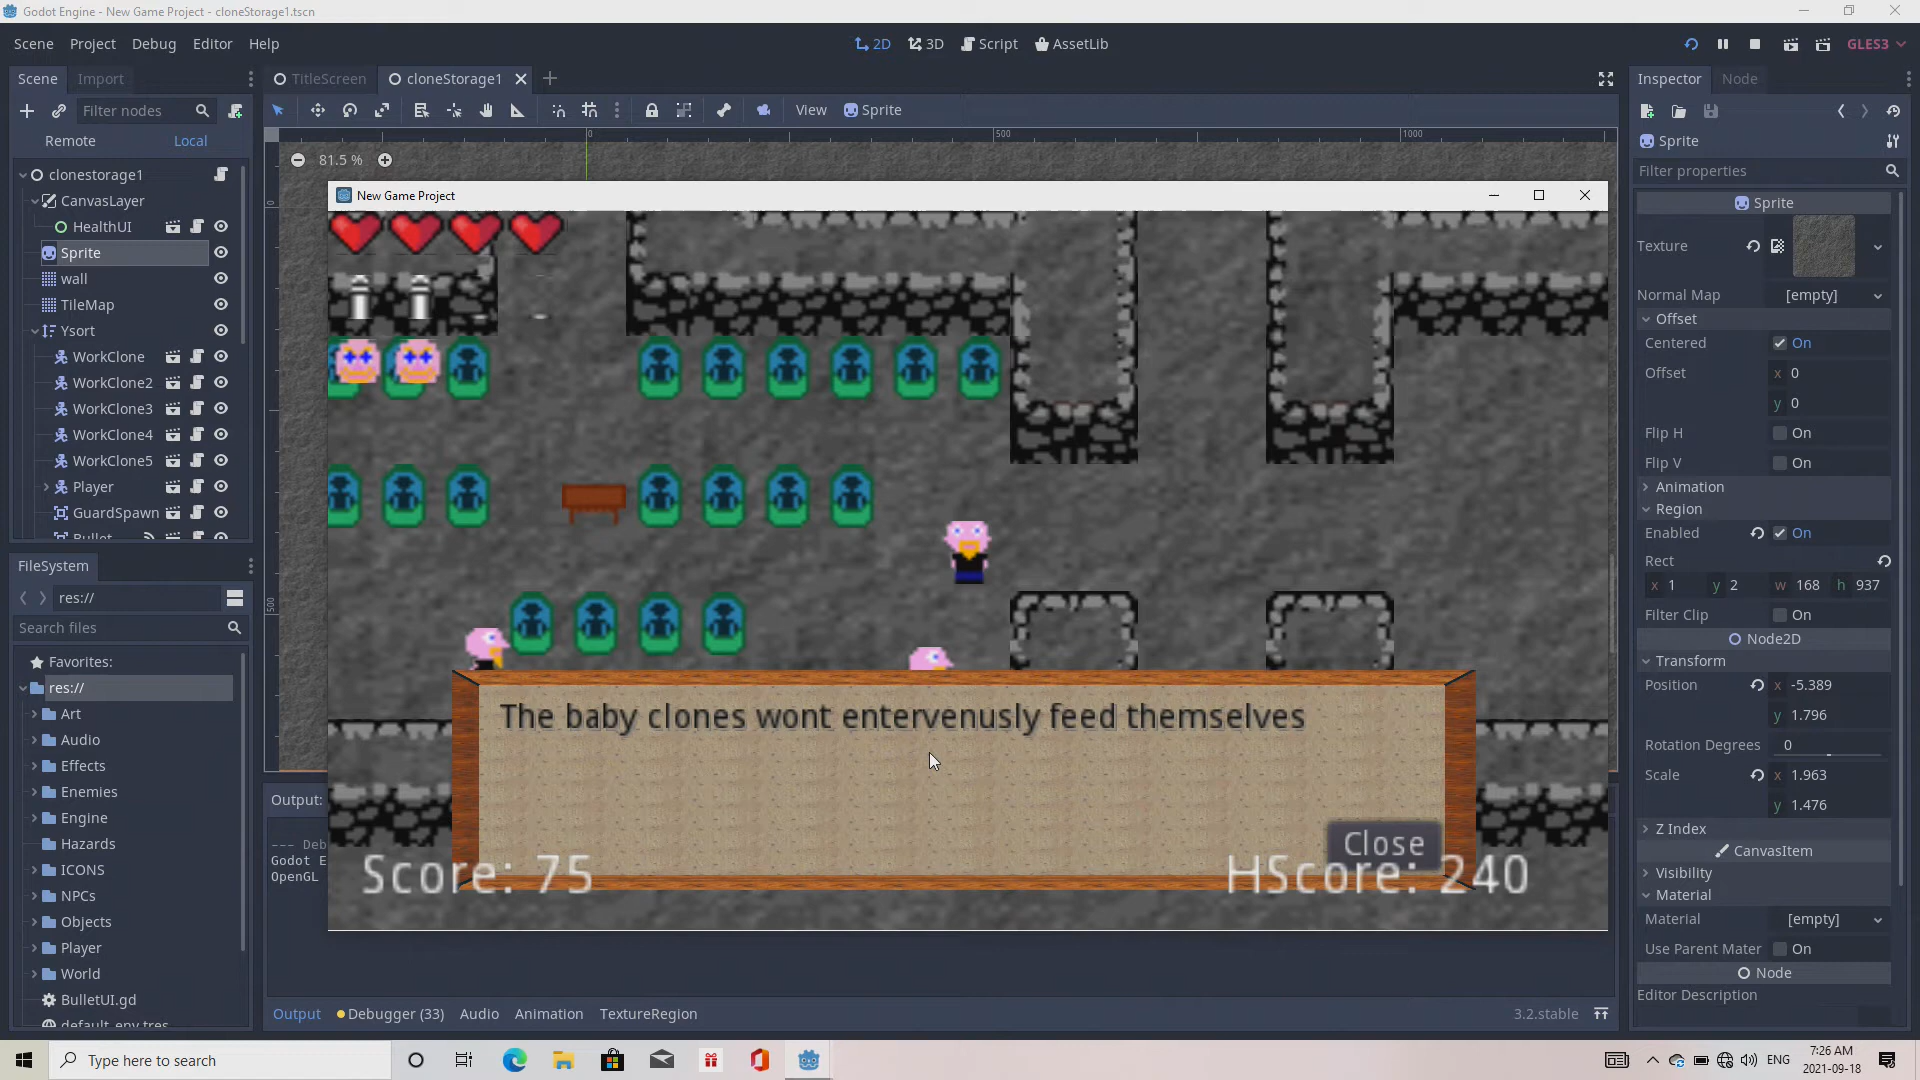 Godot Engine - New Game Project - cloneStorage1.tscn
Scene Project Debug Editor Help
2D 3D Script AssetLib
GLES3
Scene Import
TitleScreen cloneStorage1
Inspector Node
Filter nodes
View Sprite
Remote Local
Sprite
0 500 1000
81.5 %
Filter properties
clonestorage1
CanvasLayer
HealthUI
Sprite
wall
TileMap
Ysort
WorkClone
WorkClone2
WorkClone3
WorkClone4
WorkClone5
Player
GuardSpawn
Bullet
FileSystem
res://
Search files
Favorites:
res://
Art
Audio
Effects
Enemies
Engine
Hazards
ICONS
NPCs
Objects
Player
World
BulletUI.gd
default_env.tres
0
500
New Game Project
The baby clones wont entervenusly feed themselves
Close
Score: 75
HScore: 240
Output:
--- Deb
Godot E
OpenGL
Output Debugger (33) Audio Animation TextureRegion
3.2.stable
Sprite
Texture
Normal Map [empty]
Offset
Centered On
Offset x 0
y 0
Flip H On
Flip V On
Animation
Region
Enabled On
Rect
x 1 y 2 w 168 h 937
Filter Clip On
Node2D
Transform
Position x -5.389
y 1.796
Rotation Degrees 0
Scale x 1.963
y 1.476
Z Index
CanvasItem
Visibility
Material
Material [empty]
Use Parent Mater On
Node
Editor Description
Type here to search
ENG
7:26 AM
2021-09-18